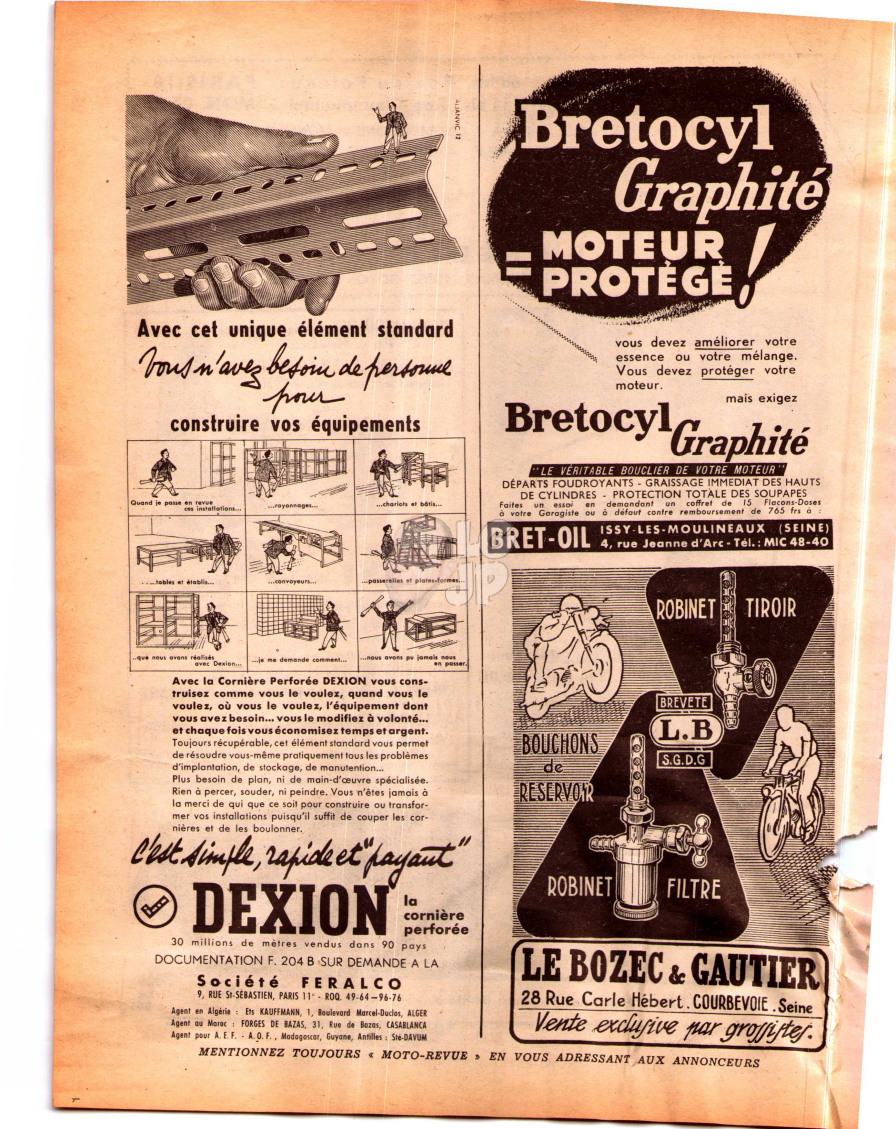 ALJANVIC 12
Avec cet unique élément standard
Vous n'avez besoin de personne
pour
construire vos équipements
Quand je passe en revue
ces installations...
...rayonnages...
...chariots et bâtis...
.....tables et établis...
...convoyeurs...
...passerelles et plates-formes...
..que nous avons réalisés
avec Dexion...
...je me demande comment...
...nous avons pu jamais nous
en passer.
Avec la Cornière Perforée DEXION vous cons-
truisez comme vous le voulez, quand vous le
voulez, où vous le voulez, l'équipement dont
vous avez besoin... vous le modifiez à volonté...
et chaque fois vous économisez temps et argent.
Toujours récupérable, cet élément standard vous permet
de résoudre vous-même pratiquement tous les problèmes
d'implantation, de stockage, de manutention...
Plus besoin de plan, ni de main-d'œuvre spécialisée.
Rien à percer, souder, ni peindre. Vous n'êtes jamais à
la merci de qui que ce soit pour construire ou transfor-
mer vos installations puisqu'il suffit de couper les cor-
nières et de les boulonner.
c'est simple, rapide et "payant"
DEXION
la
cornière
perforée
30 millions de mètres vendus dans 90 pays
DOCUMENTATION F. 204 B SUR DEMANDE A LA
Société FERALCO
9, RUE St-SÉBASTIEN, PARIS 11e - ROQ. 49-64 – 96-76
Agent en Algérie : Ets KAUFFMANN, 1, Boulevard Marcel-Duclos, ALGER
Agent au Maroc : FORGES DE BAZAS, 31, Rue de Bazas, CASABLANCA
Agent pour A.E.F. - A.O.F., Madagascar, Guyane, Antilles : Sté-DAVUM
Bretocyl
Graphité
= MOTEUR
PROTÉGÉ !
vous devez améliorer votre
essence ou votre mélange.
Vous devez protéger votre
moteur.
mais exigez
Bretocyl
Graphité
"LE VÉRITABLE BOUCLIER DE VOTRE MOTEUR"
DÉPARTS FOUDROYANTS - GRAISSAGE IMMEDIAT DES HAUTS
DE CYLINDRES - PROTECTION TOTALE DES SOUPAPES
Faites un essai en demandant un coffret de 15 Flacons-Doses
à votre Garagiste ou à défaut contre remboursement de 765 frs à :
BRET-OIL
ISSY-LES-MOULINEAUX (SEINE)
4, rue Jeanne d'Arc - Tél. : MIC 48-40
ROBINET TIROIR
BREVETÉ
L.B
S.G.D.G
BOUCHONS
de
RESERVOIR
ROBINET FILTRE
LE BOZEC & GAUTIER
28 Rue Carle Hébert. COURBEVOIE. Seine
Vente exclusive par grossistes.
MENTIONNEZ TOUJOURS « MOTO-REVUE » EN VOUS ADRESSANT AUX ANNONCEURS